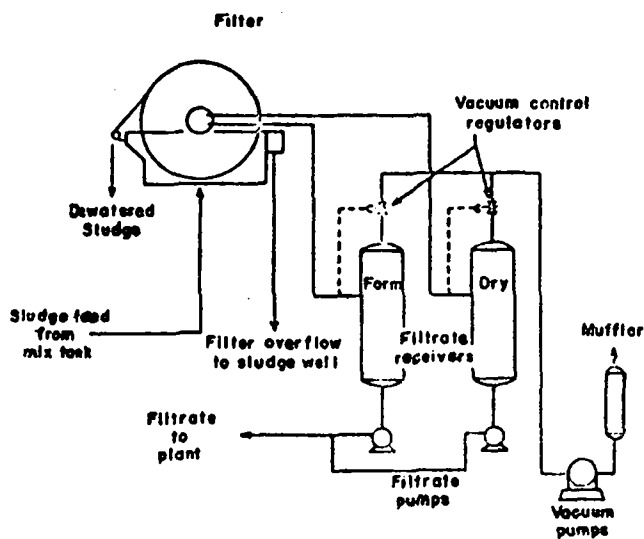 Filter
Vacuum control
regulators
Dewatered
Sludge
Form
Dry
Sludge feed
from
mix tank
Filter overflow
to sludge well
Filtrate
receivers
Muffler
Filtrate
to
plant
Filtrate
pumps
Vacuum
pumps